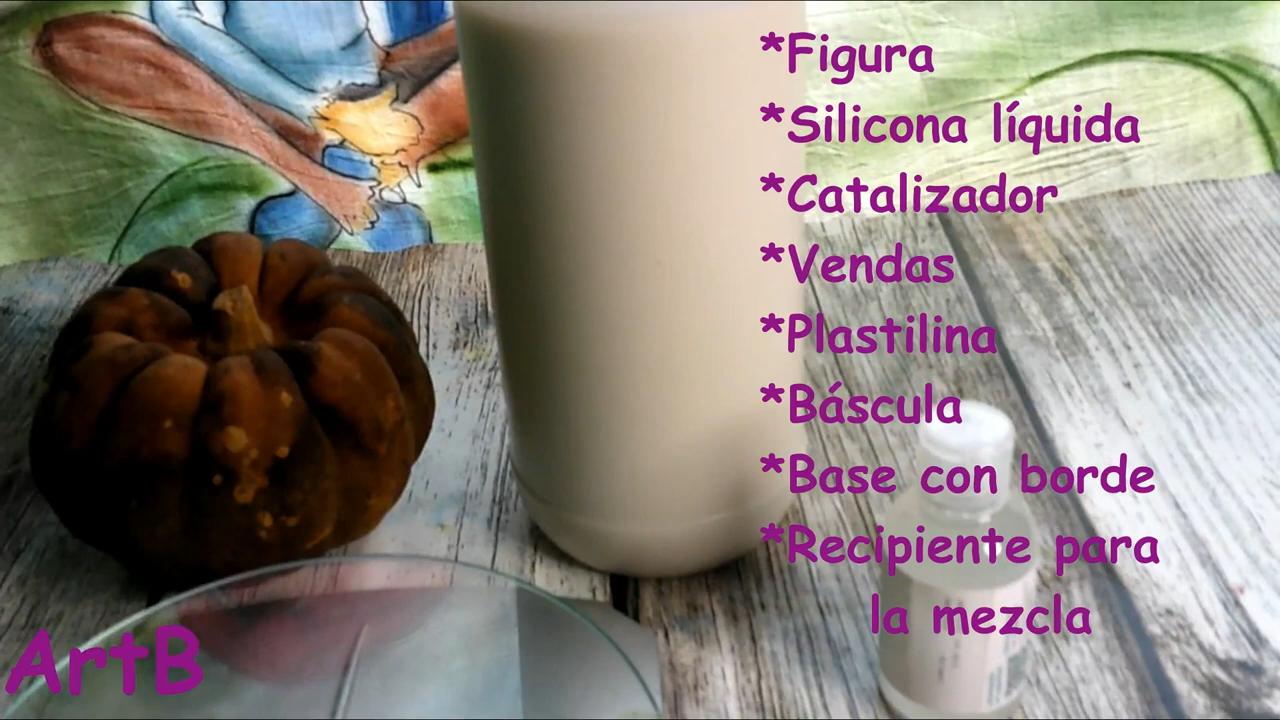 *Figura
*Silicona líquida
*Catalizador
*Vendas
*Plastilina
*Báscula
*Base con borde
*Recipiente para
la mezcla
ArtB